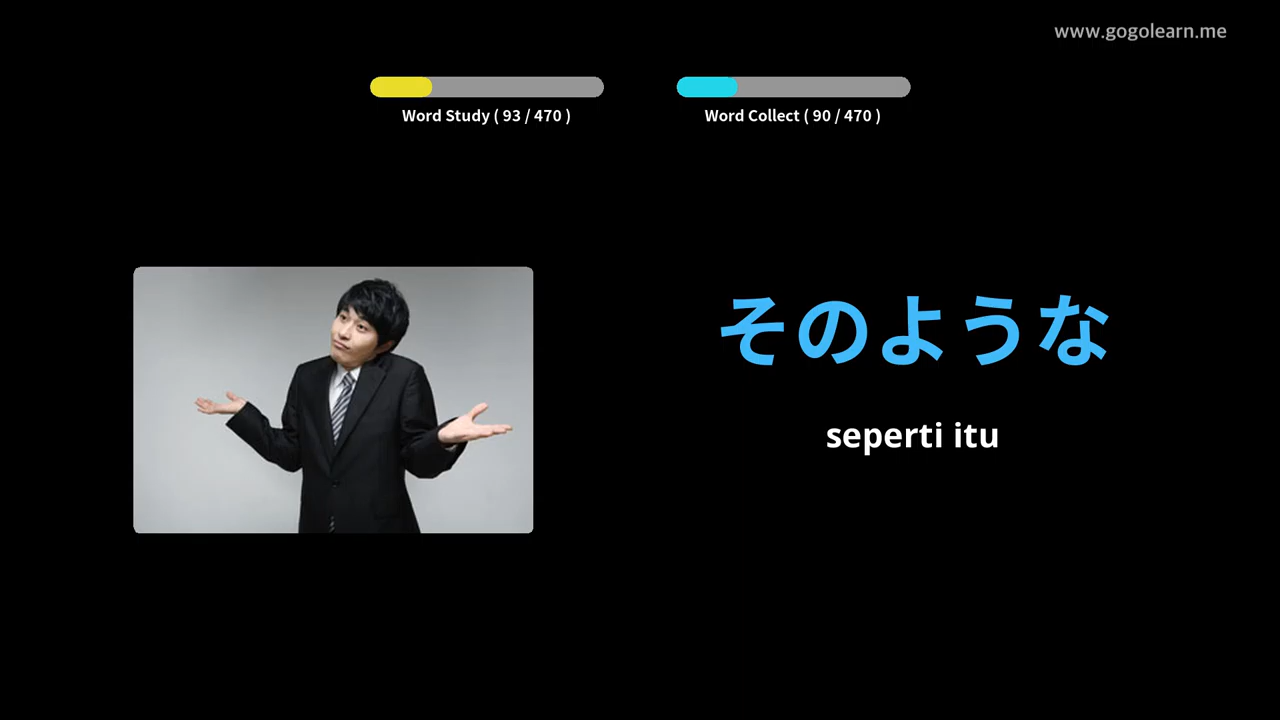 www.gogolearn.me
Word Study ( 93 / 470 )
Word Collect ( 90 / 470 )
そのような
seperti itu